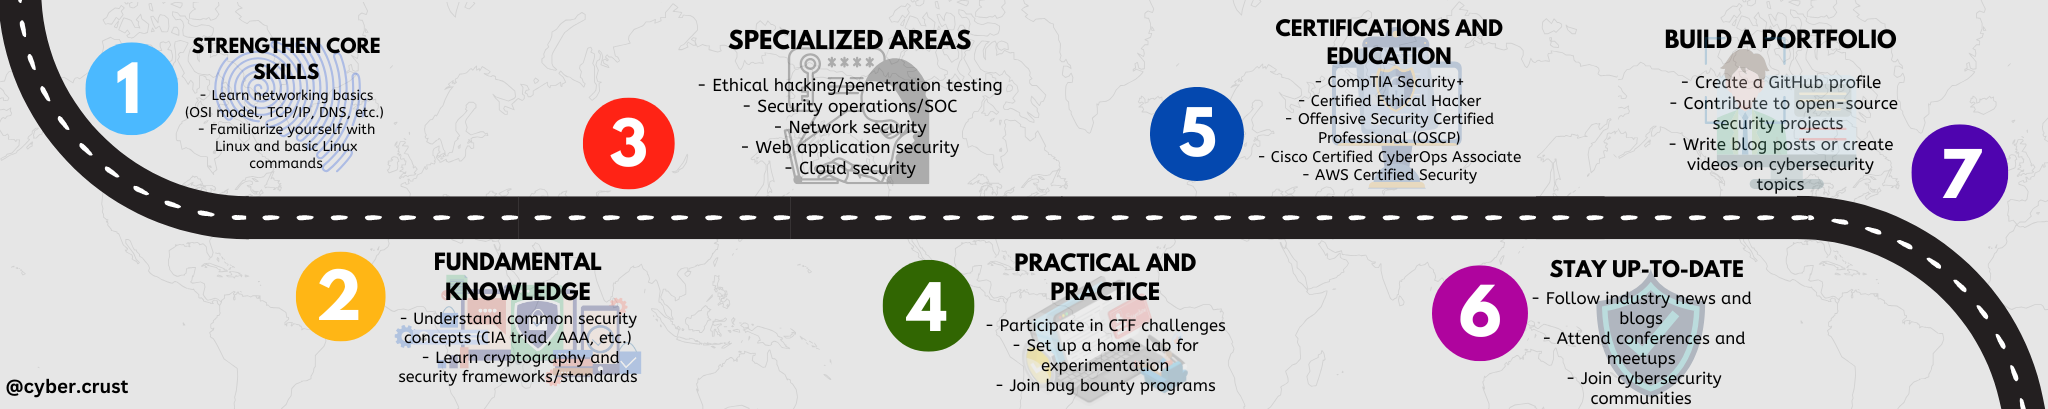 1
STRENGTHEN CORE
SKILLS
- Learn networking basics
(OSI model, TCP/IP, DNS, etc.)
- Familiarize yourself with
Linux and basic Linux
commands
2
FUNDAMENTAL
KNOWLEDGE
- Understand common security
concepts (CIA triad, AAA, etc.)
- Learn cryptography and
security frameworks/standards
3
SPECIALIZED AREAS
- Ethical hacking/penetration testing
- Security operations/SOC
- Network security
- Web application security
- Cloud security
4
PRACTICAL AND
PRACTICE
- Participate in CTF challenges
- Set up a home lab for
experimentation
- Join bug bounty programs
5
CERTIFICATIONS AND
EDUCATION
- CompTIA Security+
- Certified Ethical Hacker
- Offensive Security Certified
Professional (OSCP)
- Cisco Certified CyberOps Associate
- AWS Certified Security
6
STAY UP-TO-DATE
- Follow industry news and
blogs
- Attend conferences and
meetups
- Join cybersecurity
communities
7
BUILD A PORTFOLIO
- Create a GitHub profile
- Contribute to open-source
security projects
- Write blog posts or create
videos on cybersecurity
topics
@cyber.crust